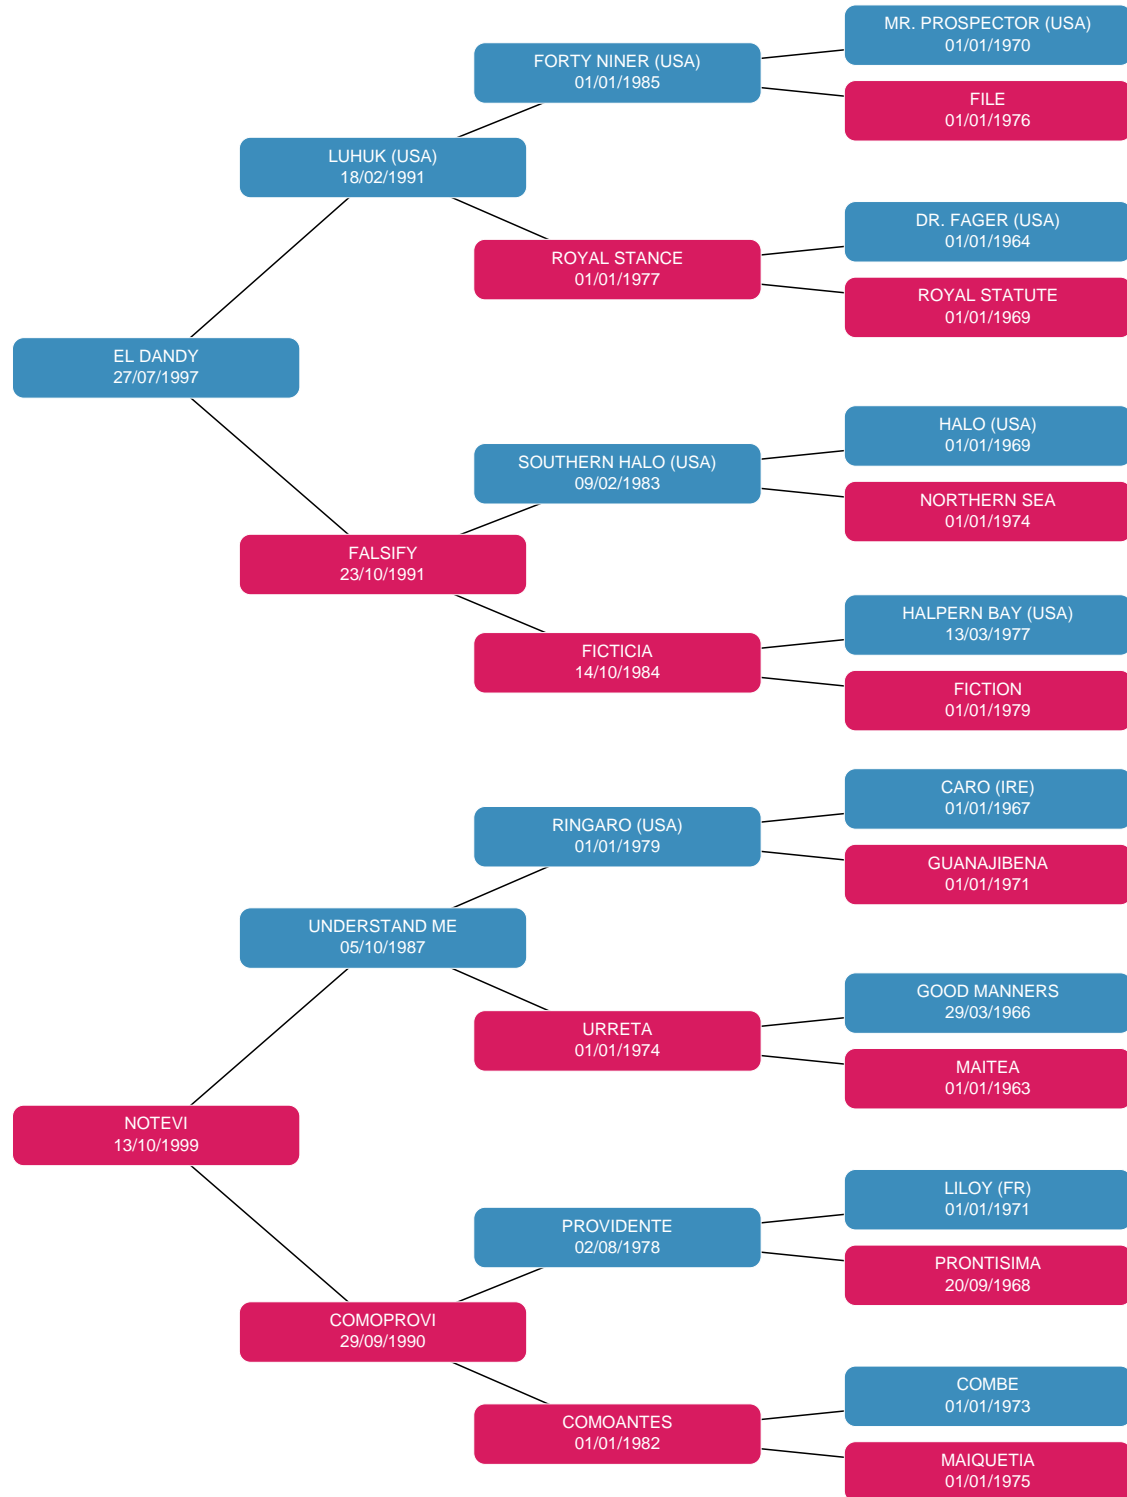 MR. PROSPECTOR (USA)
01/01/1970
FORTY NINER (USA)
01/01/1985
FILE
01/01/1976
LUHUK (USA)
18/02/1991
DR. FAGER (USA)
01/01/1964
ROYAL STANCE
01/01/1977
ROYAL STATUTE
01/01/1969
EL DANDY
27/07/1997
HALO (USA)
01/01/1969
SOUTHERN HALO (USA)
09/02/1983
NORTHERN SEA
01/01/1974
FALSIFY
23/10/1991
HALPERN BAY (USA)
13/03/1977
FICTICIA
14/10/1984
FICTION
01/01/1979
CARO (IRE)
01/01/1967
RINGARO (USA)
01/01/1979
GUANAJIBENA
01/01/1971
UNDERSTAND ME
05/10/1987
GOOD MANNERS
29/03/1966
URRETA
01/01/1974
MAITEA
01/01/1963
NOTEVI
13/10/1999
LILOY (FR)
01/01/1971
PROVIDENTE
02/08/1978
PRONTISIMA
20/09/1968
COMOPROVI
29/09/1990
COMBE
01/01/1973
COMOANTES
01/01/1982
MAIQUETIA
01/01/1975